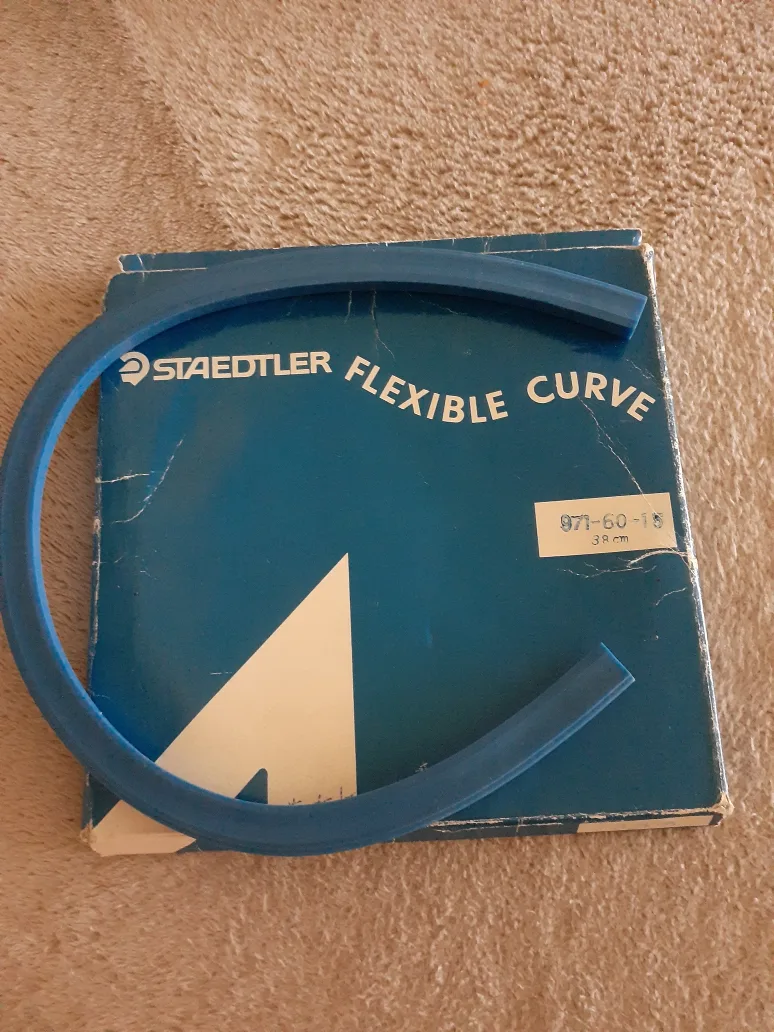 STAEDTLER FLEXIBLE CURVE
971-60-15
38 cm